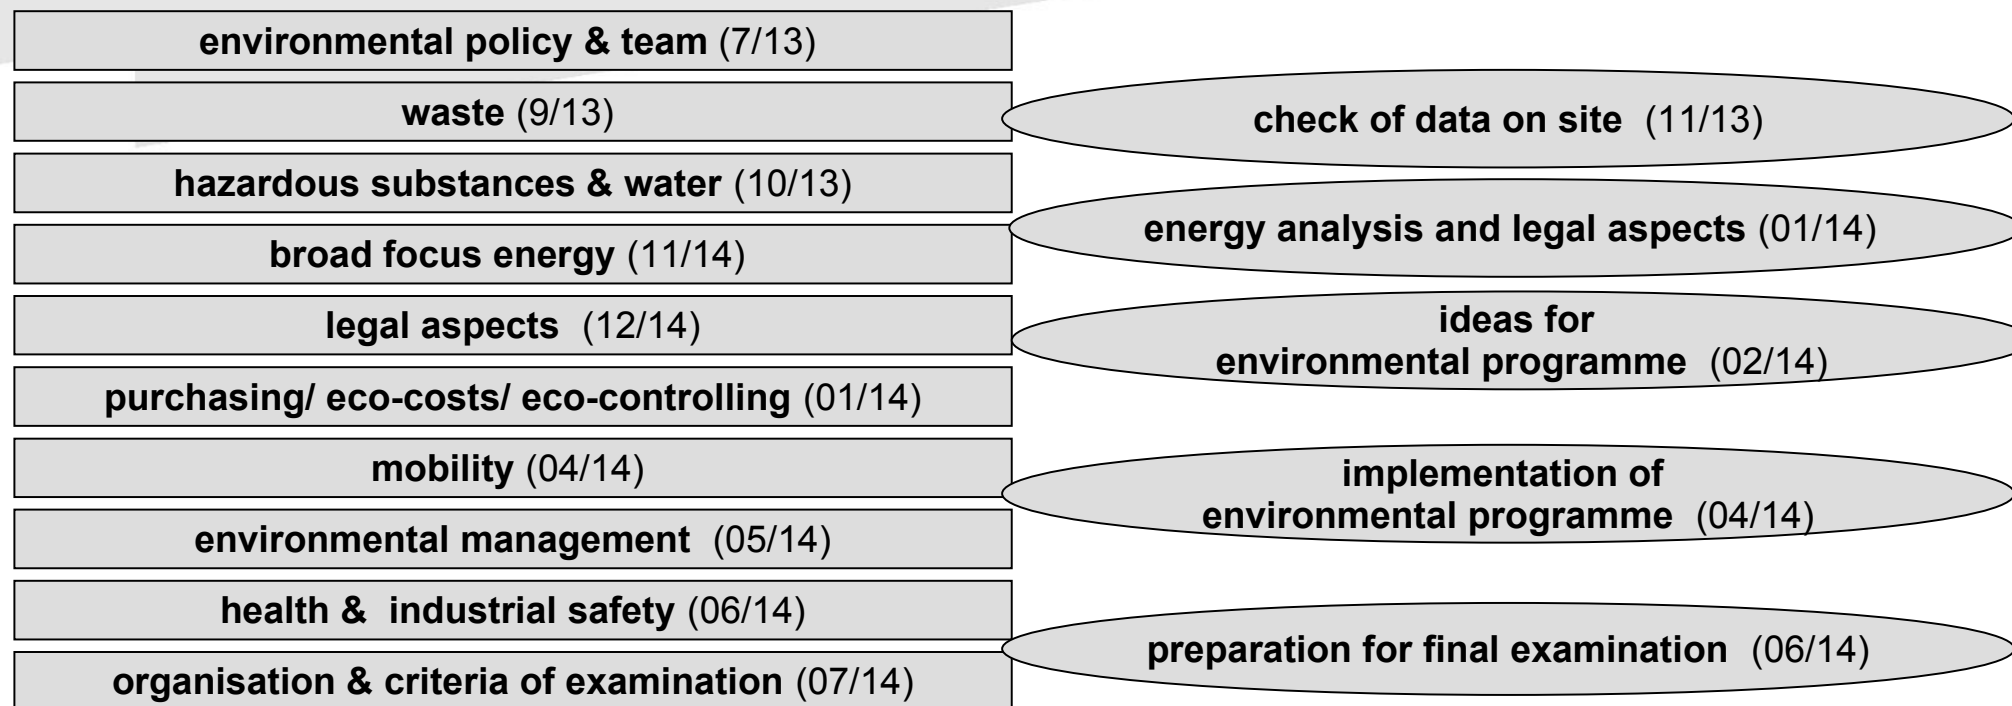 environmental policy & team (7/13)
waste (9/13)
hazardous substances & water (10/13)
broad focus energy (11/14)
legal aspects (12/14)
purchasing/ eco-costs/ eco-controlling (01/14)
mobility (04/14)
environmental management (05/14)
health & industrial safety (06/14)
organisation & criteria of examination (07/14)
check of data on site (11/13)
energy analysis and legal aspects (01/14)
ideas for
environmental programme (02/14)
implementation of
environmental programme (04/14)
preparation for final examination (06/14)